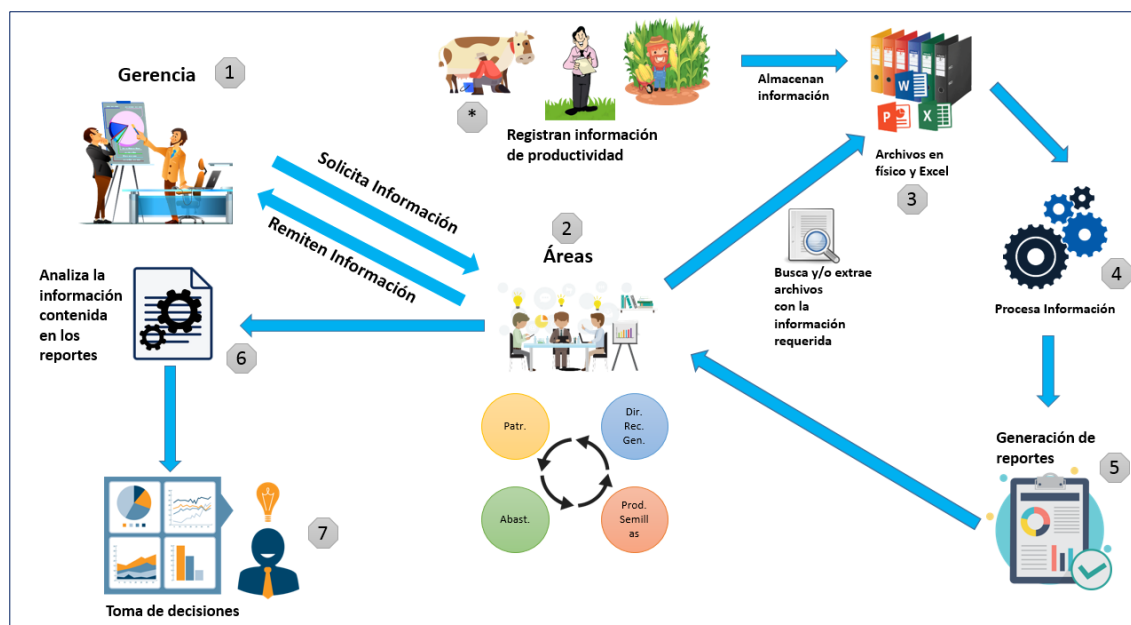 Gerencia
1
Solicita Información
Remiten Información
*
Registran información
de productividad
Almacenan
información
W
P
X
Archivos en
físico y Excel
3
2
Áreas
Busca y/o extrae
archivos
con la
información
requerida
4
Procesa Información
Generación de
reportes
5
Analiza la
información
contenida
en los
reportes
6
Patr.
Dir.
Rec.
Gen.
Abast.
Prod.
Semill
as
7
Toma de decisiones